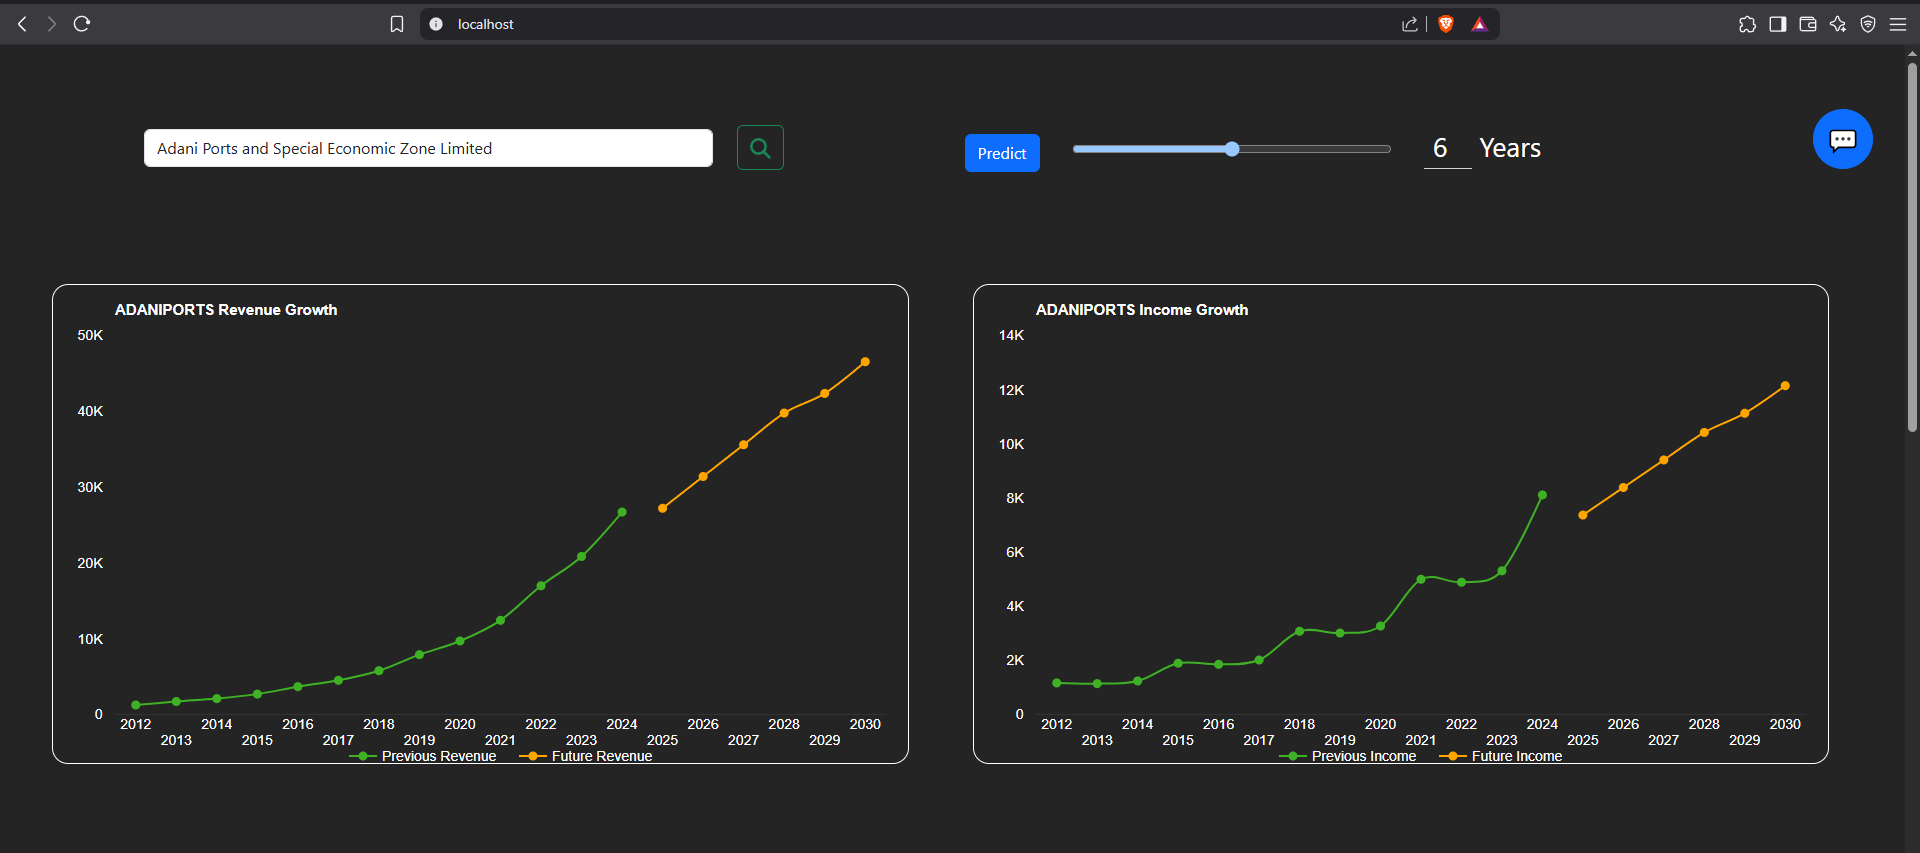 localhost
Adani Ports and Special Economic Zone Limited
Predict
6 Years
ADANIPORTS Revenue Growth
50K
40K
30K
20K
10K
0
2012 2014 2016 2018 2020 2022 2024 2026 2028 2030
2013 2015 2017 2019 2021 2023 2025 2027 2029
Previous Revenue Future Revenue
ADANIPORTS Income Growth
14K
12K
10K
8K
6K
4K
2K
0
2012 2014 2016 2018 2020 2022 2024 2026 2028 2030
2013 2015 2017 2019 2021 2023 2025 2027 2029
Previous Income Future Income